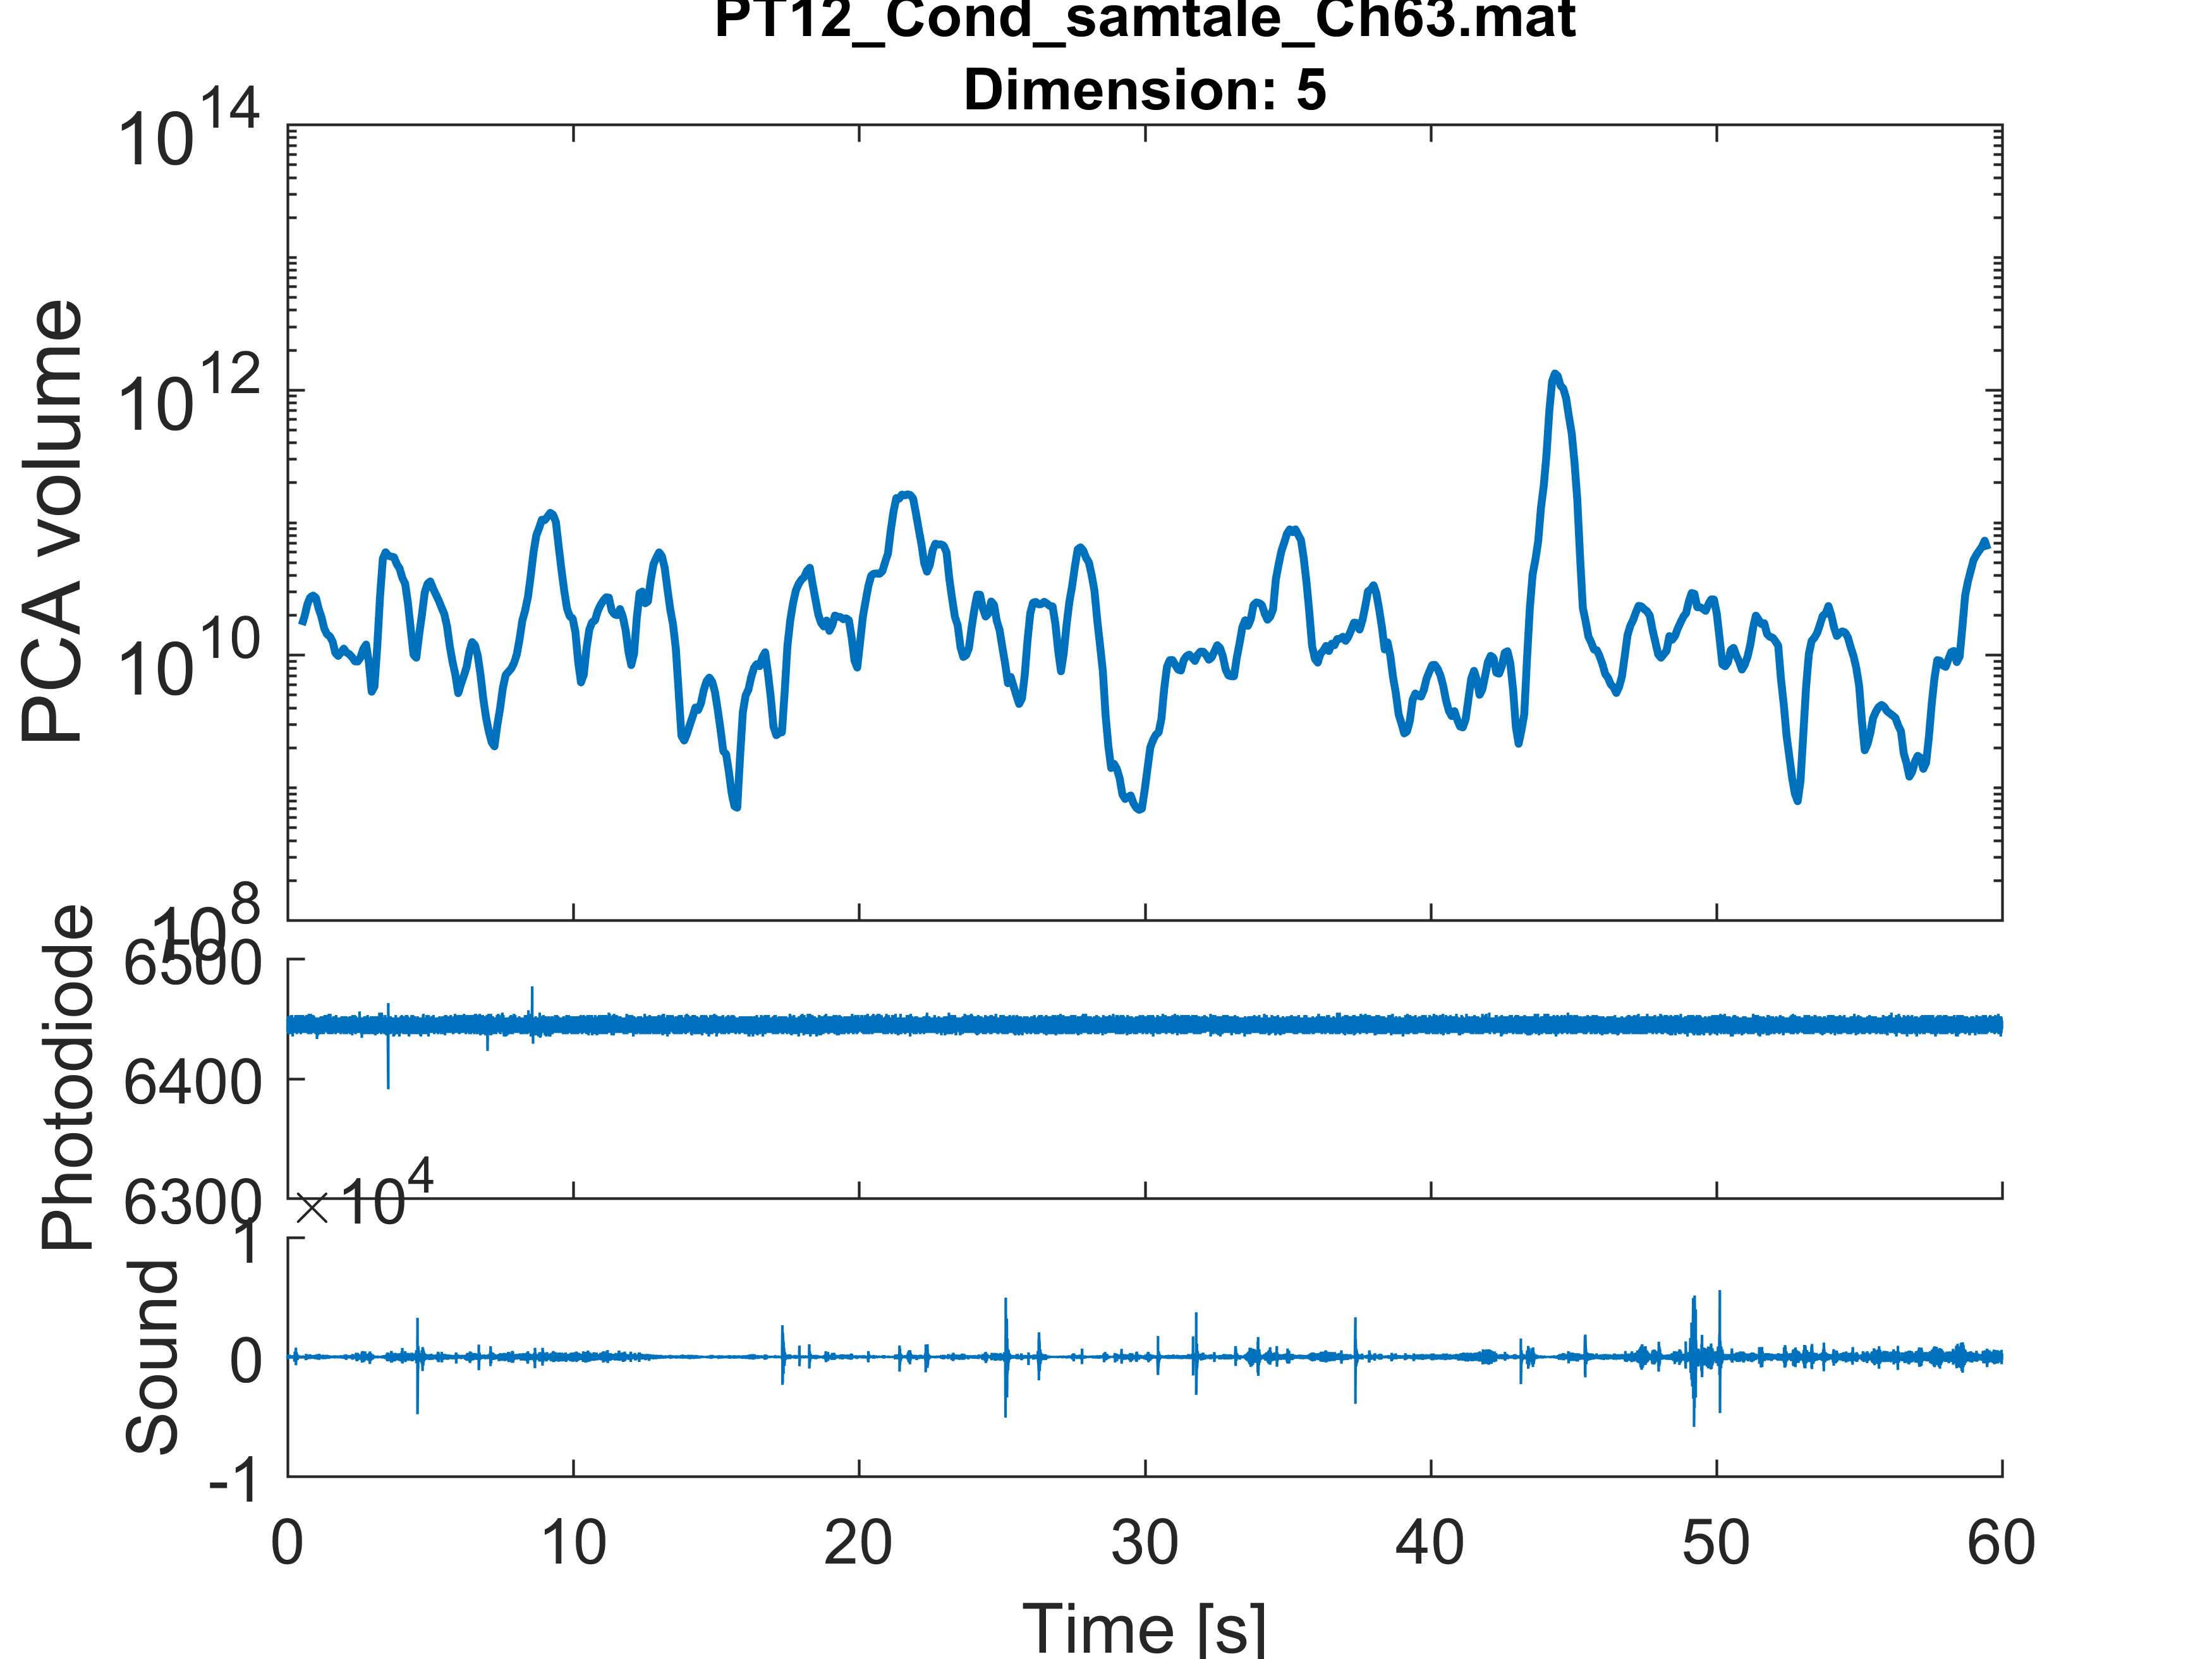 PT12_Cond_samtale_Ch63.mat
Dimension: 5
10^14
10^12
10^10
10^8
PCA volume
6500
6400
6300
Photodiode
×10^4
1
0
-1
Sound
0 10 20 30 40 50 60
Time [s]